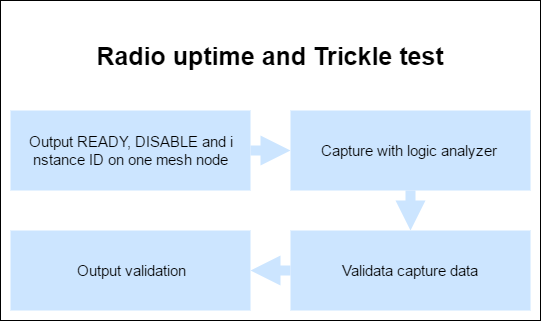 Radio uptime and Trickle test
Output READY, DISABLE and i
nstance ID on one mesh node
Capture with logic analyzer
Validata capture data
Output validation